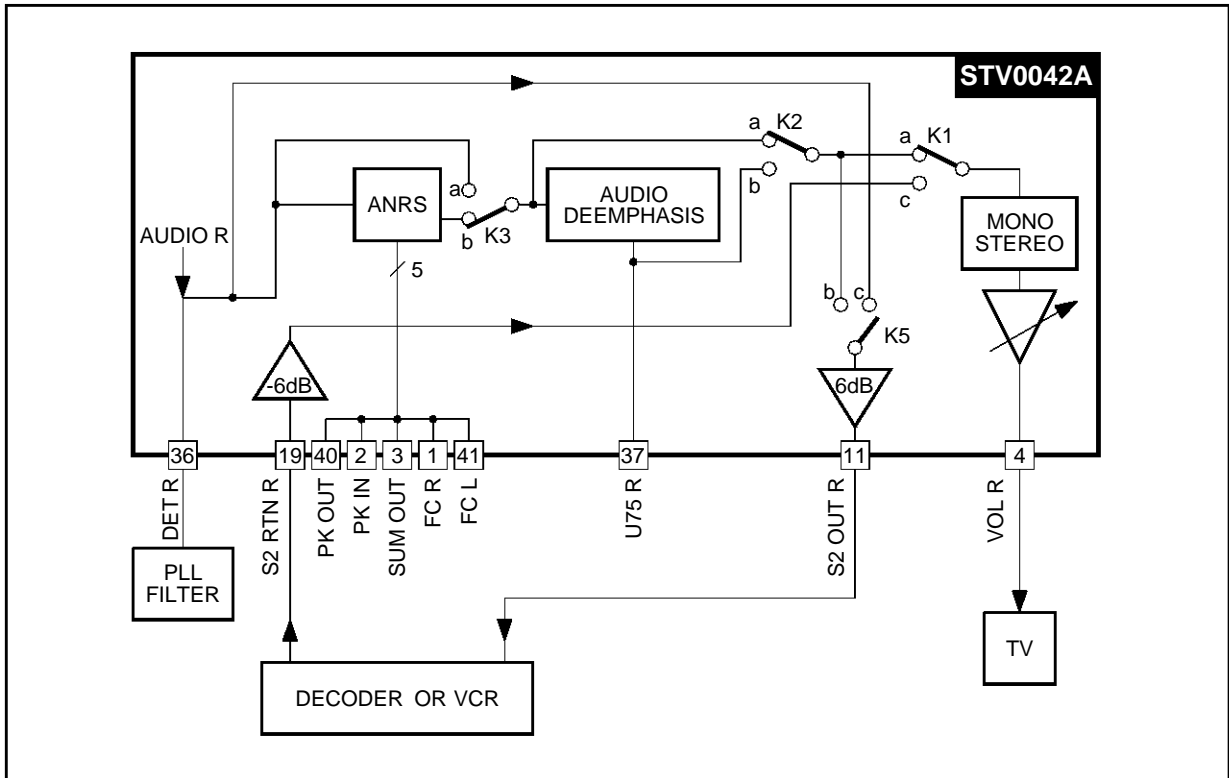 STV0042A
a
K2
a
K1
a
b
c
ANRS
AUDIO
DEEMPHASIS
b
K3
MONO
STEREO
AUDIO R
5
b
c
K5
-6dB
6dB
36
19
40
2
3
1
41
37
11
4
DET R
S2 RTN R
PK OUT
PK IN
SUM OUT
FC R
FC L
U75 R
S2 OUT R
VOL R
PLL
FILTER
TV
DECODER OR VCR